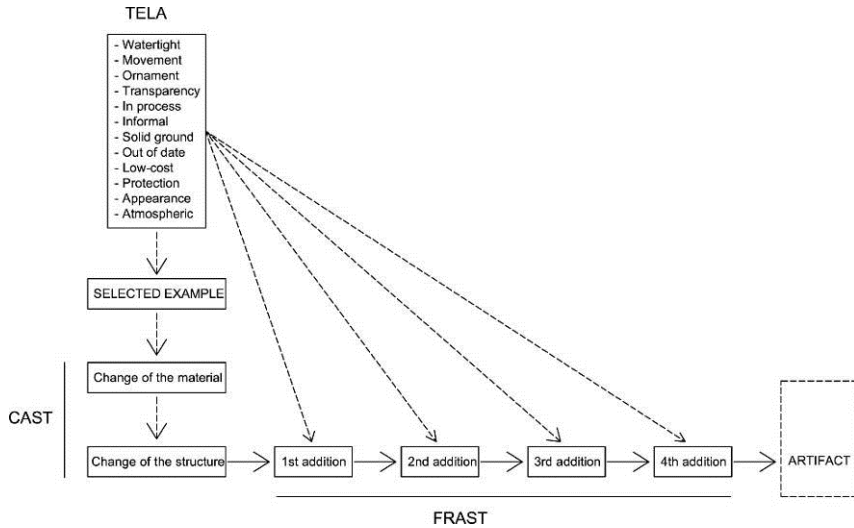 TELA
- Watertight
- Movement
- Ornament
- Transparency
- In process
- Informal
- Solid ground
- Out of date
- Low-cost
- Protection
- Appearance
- Atmospheric
SELECTED EXAMPLE
CAST
Change of the material
Change of the structure
1st addition
2nd addition
3rd addition
4th addition
ARTIFACT
FRAST